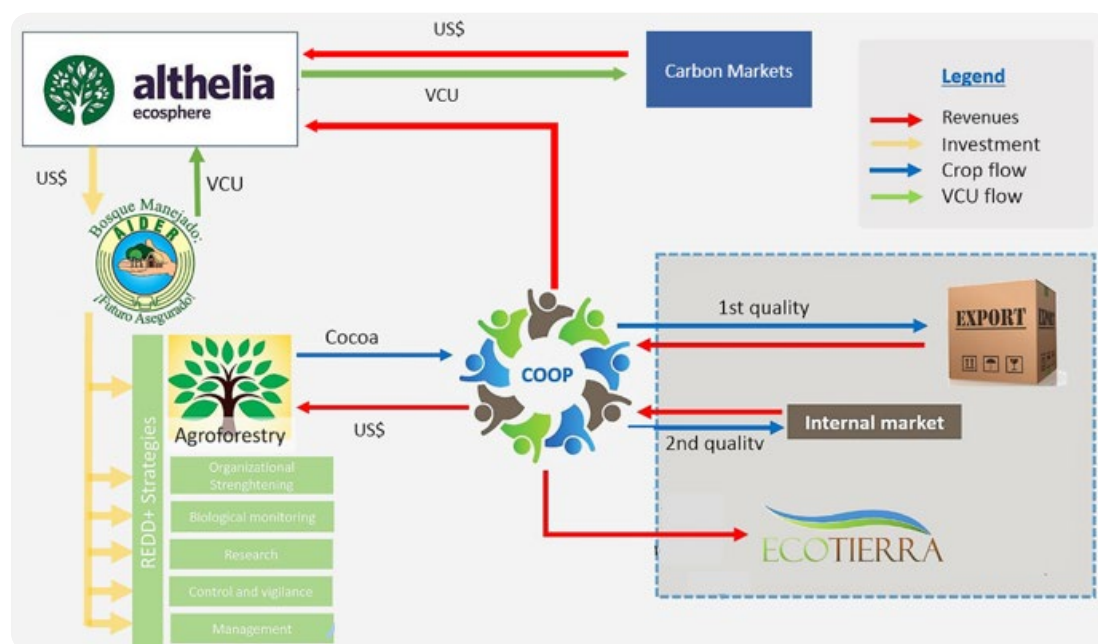 US$
althelia
ecosphere
Carbon Markets
VCU
Legend
Revenues
Investment
Crop flow
VCU flow
US$
VCU
Bosque Manejado:
AIDER
¡Futuro Asegurado!
1st quality
EXPORT
Cocoa
COOP
Agroforestry
US$
Internal market
2nd quality
REDD+ Strategies
Organizational
Strenghtening
Biological monitoring
Research
Control and vigilance
Management
ECOTIERRA